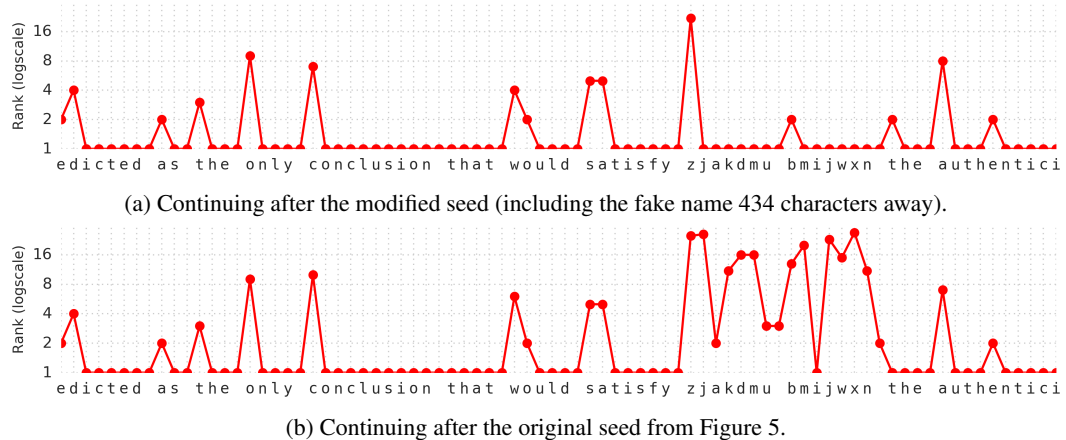 Rank (logscale)
16
8
4
2
1
edicted as the only conclusion that would satisfy zjakdmu bmijwxn the authentici
(a) Continuing after the modified seed (including the fake name 434 characters away).
Rank (logscale)
16
8
4
2
1
edicted as the only conclusion that would satisfy zjakdmu bmijwxn the authentici
(b) Continuing after the original seed from Figure 5.